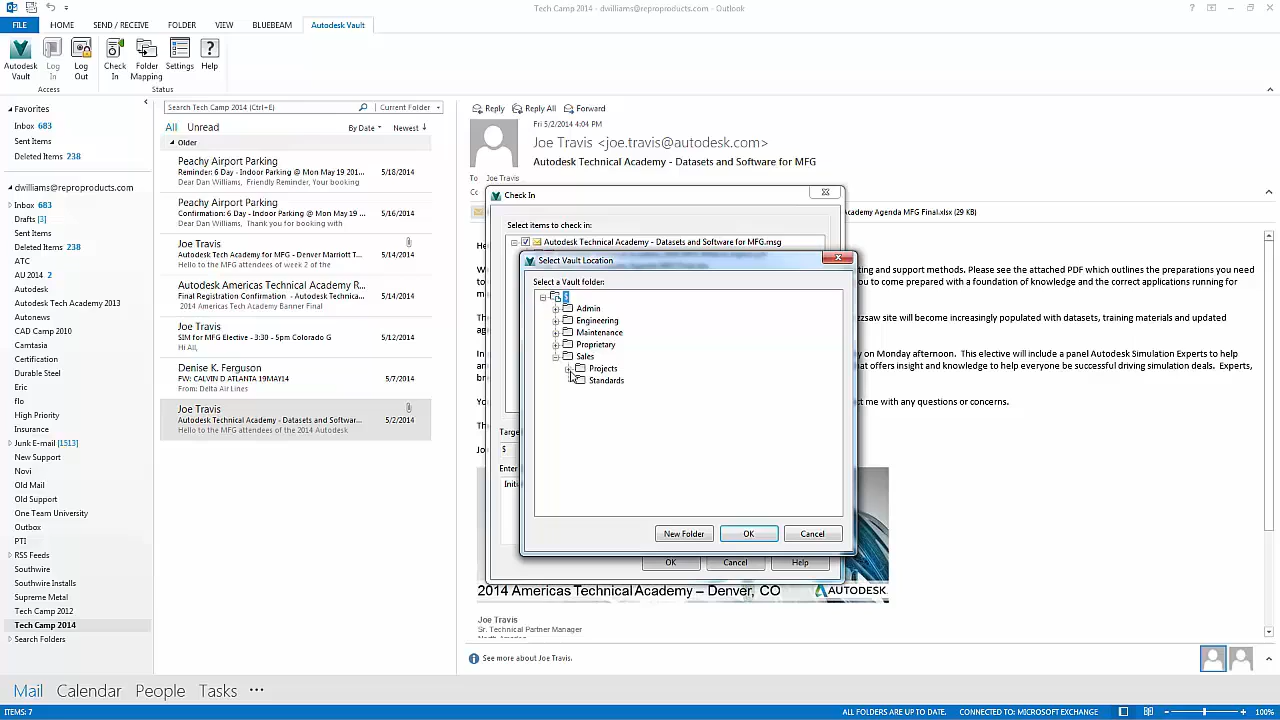 Tech Camp 2014 - dwilliams@reproproducts.com - Outlook
FILE HOME SEND / RECEIVE FOLDER VIEW BLUEBEAM Autodesk Vault
Autodesk Vault
Log In
Log Out
Check In
Folder Mapping
Settings
Help
Access
Status
Favorites
Inbox 683
Sent Items
Deleted Items 238
dwilliams@reproproducts.com
Inbox 683
Drafts [3]
Sent Items
Deleted Items 238
ATC
AU 2014 2
Autodesk
Autodesk Tech Academy 2013
Autonews
CAD Camp 2010
Camtasia
Certification
Durable Steel
Eric
flo
High Priority
Insurance
Junk E-mail [1513]
New Support
Novi
Old Mail
Old Support
One Team University
Outbox
PTI
RSS Feeds
Southwire
Southwire Installs
Supreme Metal
Tech Camp 2012
Tech Camp 2014
Search Folders
Search Tech Camp 2014 (Ctrl+E)
Current Folder
All Unread
By Date Newest
Older
Peachy Airport Parking
Reminder: 6 Day - Indoor Parking @ Mon May 19 201... 5/18/2014
Dear Dan Williams, Friendly Reminder, Your booking
Peachy Airport Parking
Confirmation: 6 Day - Indoor Parking @ Mon May 19 ... 5/16/2014
Dear Dan Williams, Thank you for booking with
Joe Travis
Autodesk Tech Academy for MFG - Denver Marriott T... 5/14/2014
Hello to the MFG attendees of week 2 of the
Autodesk Americas Technical Academy R...
Final Registration Confirmation - Autodesk Technica... 5/14/2014
2014 Americas Tech Academy Banner Final
Joe Travis
SIM for MFG Elective - 3:30 - 5pm Colorado G 5/12/2014
Hi All,
Denise K. Ferguson
FW: CALVIN D ATLANTA 19MAY14 5/7/2014
From: Delta Air Lines
Joe Travis
Autodesk Technical Academy - Datasets and Softwar... 5/2/2014
Hello to the MFG attendees of the 2014 Autodesk
Reply Reply All Forward
Fri 5/2/2014 4:04 PM
Joe Travis <joe.travis@autodesk.com>
Autodesk Technical Academy - Datasets and Software for MFG
To Joe Travis
Academy Agenda MFG Final.xlsx (29 KB)
ting and support methods. Please see the attached PDF which outlines the preparations you need
you to come prepared with a foundation of knowledge and the correct applications running for
zzsaw site will become increasingly populated with datasets, training materials and updated
y on Monday afternoon. This elective will include a panel Autodesk Simulation Experts to help
at offers insight and knowledge to help everyone be successful driving simulation deals. Experts,
ct me with any questions or concerns.
Check In
Select items to check in:
Autodesk Technical Academy - Datasets and Software for MFG.msg
Select Vault Location
Select a Vault folder:
$
Admin
Engineering
Maintenance
Proprietary
Sales
Projects
Standards
New Folder OK Cancel
OK Cancel Help
2014 Americas Technical Academy – Denver, CO
AUTODESK
Joe Travis
Sr. Technical Partner Manager
See more about Joe Travis.
Mail Calendar People Tasks •••
ITEMS: 7
ALL FOLDERS ARE UP TO DATE. CONNECTED TO: MICROSOFT EXCHANGE 100%